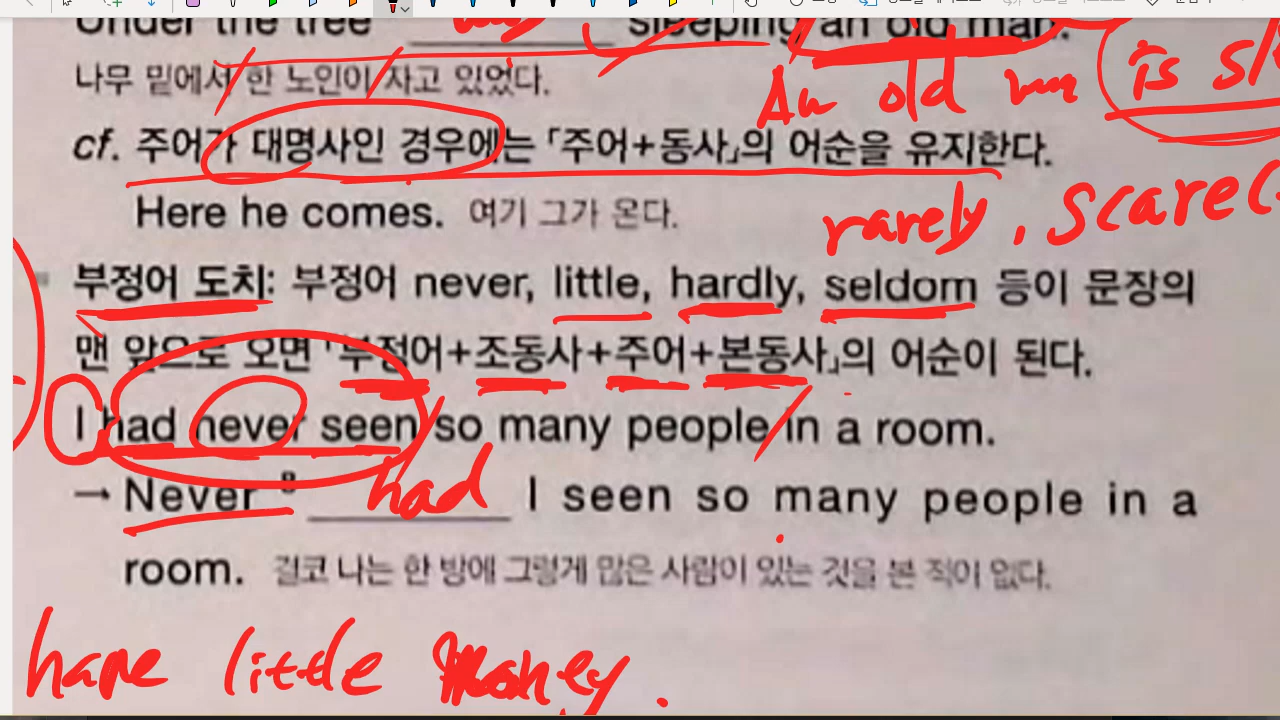 Under the tree sleeping an old man.
나무 밑에서 한 노인이 자고 있었다.
An old
is
cf. 주어가 대명사인 경우에는 「주어+동사」의 어순을 유지한다.
Here he comes. 여기 그가 온다.
rarely,
부정어 도치: 부정어 never, little, hardly, seldom 등이 문장의
맨 앞으로 오면 「부정어+조동사+주어+본동사」의 어순이 된다.
I had never seen so many people in a room.
→ Never 8 had I seen so many people in a
room. 결코 나는 한 방에 그렇게 많은 사람이 있는 것을 본 적이 없다.
little